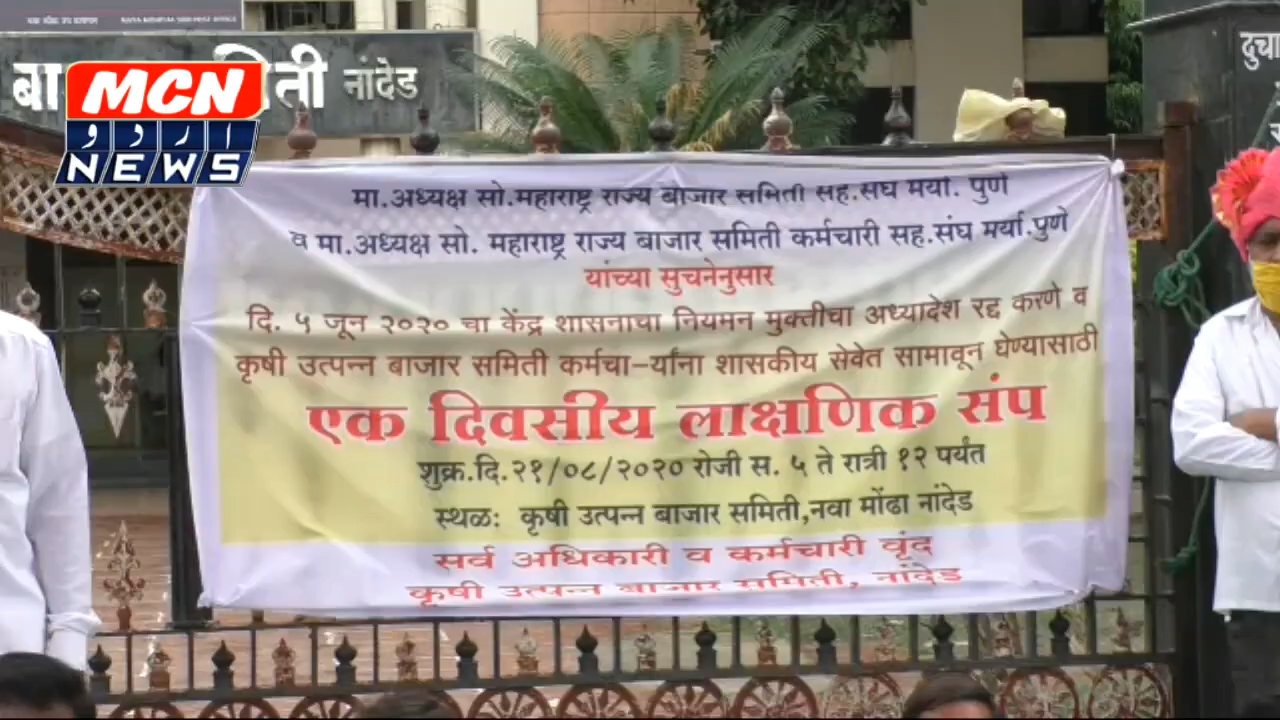 RAJIV GANDHI
बा
िती नांदेड
MCN
NEWS
दुचा
मा.अध्यक्ष सो.महाराष्ट्र राज्य बाजार समिती सह.संघ मर्या. पुणे
व मा.अध्यक्ष सो. महाराष्ट्र राज्य बाजार समिती कर्मचारी सह.संघ मर्या.पुणे
यांच्या सुचनेनुसार
दि. ५ जून २०२० चा केंद्र शासनाचा नियमन मुक्तीचा अध्यादेश रद्द करणे व
कृषी उत्पन्न बाजार समिती कर्मचा-र्यांना शासकीय सेवेत सामावून घेण्यासाठी
एक दिवसीय लाक्षणिक संप
शुक्र.दि.२१/०८/२०२० रोजी स. ५ ते रात्री १२ पर्यंत
स्थळः कृषी उत्पन्न बाजार समिती,नवा मोंढा नांदेड
सर्व अधिकारी व कर्मचारी वृंद
कृषी उत्पन्न बाजार समिती, नांदेड